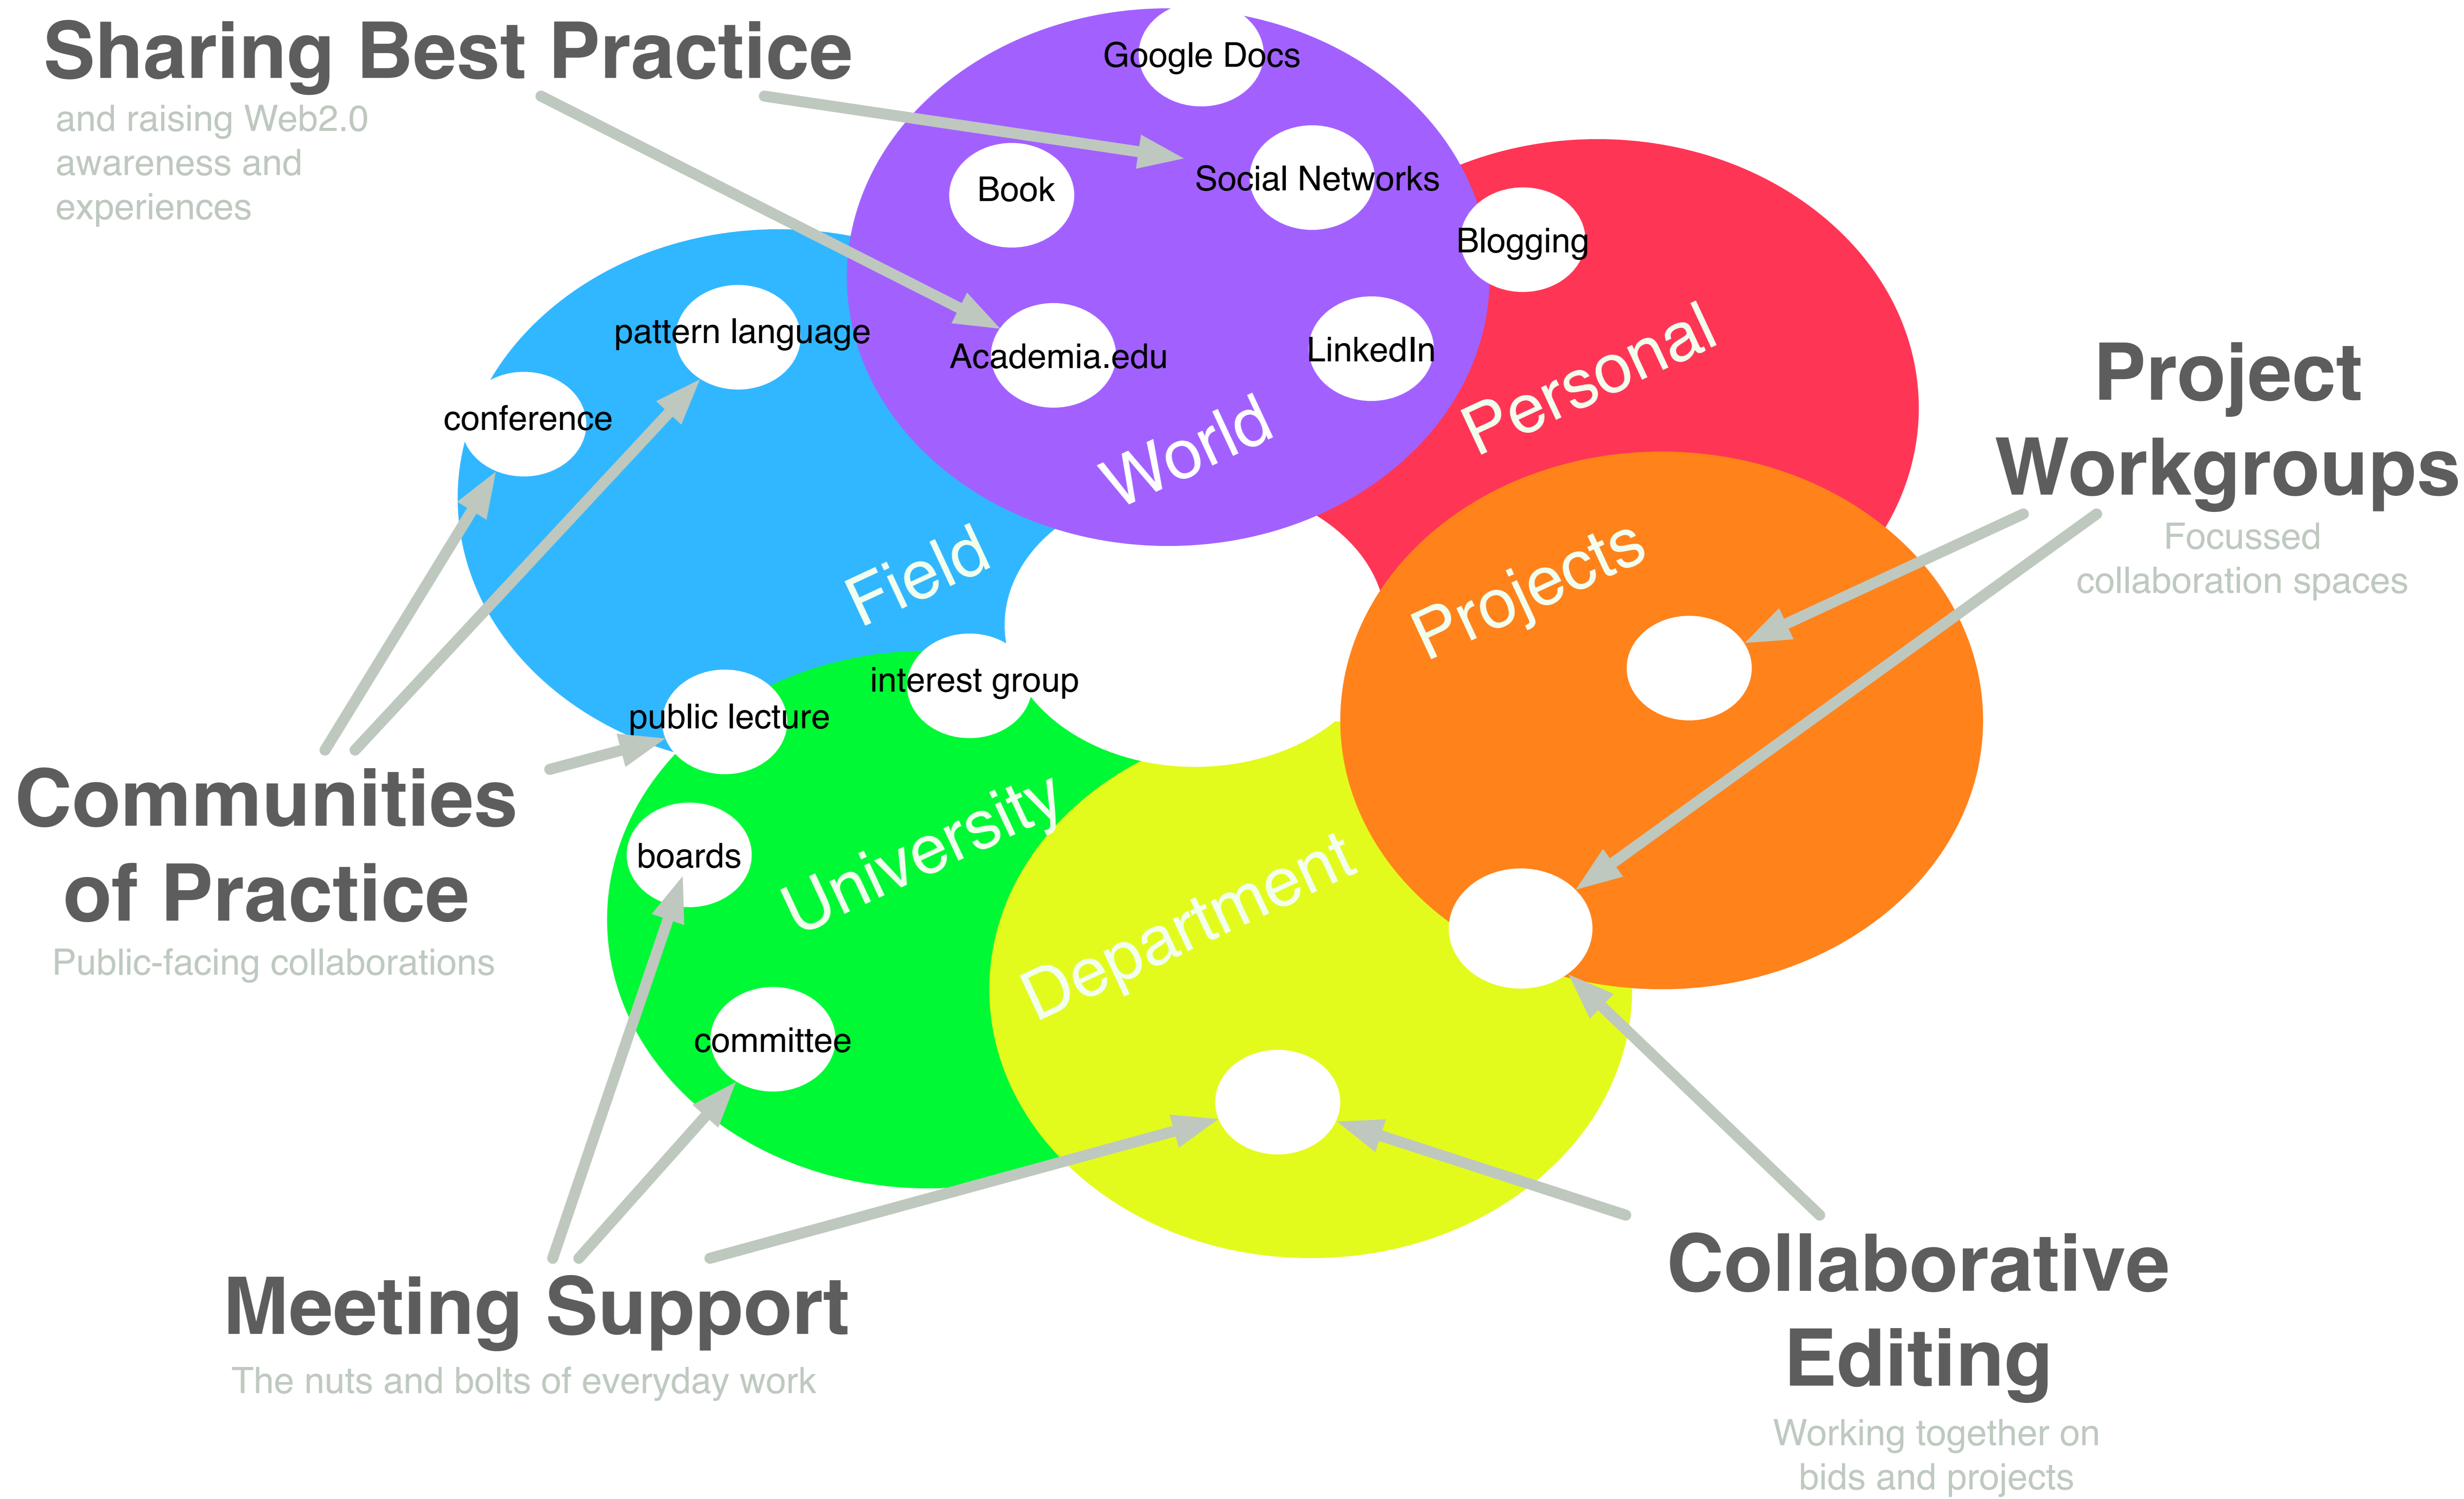 Sharing Best Practice
and raising Web2.0
awareness and
experiences
Google Docs
Book
Social Networks
Blogging
pattern language
Academia.edu
LinkedIn
conference
World
Personal
Project
Workgroups
Focussed
collaboration spaces
Field
Projects
interest group
public lecture
Communities
of Practice
Public-facing collaborations
boards
University
Department
committee
Meeting Support
The nuts and bolts of everyday work
Collaborative
Editing
Working together on
bids and projects